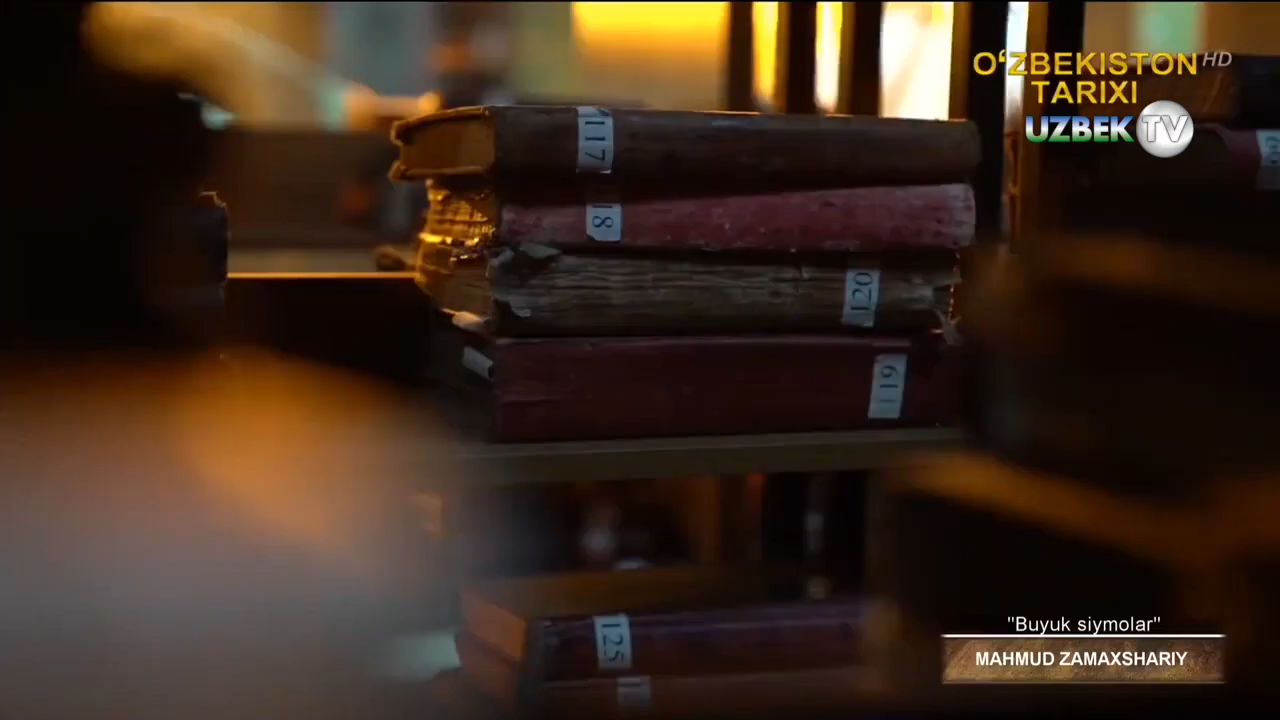 O‘ZBEKISTON HD
TARIXI
UZBEK TV
117
18
120
119
125
"Buyuk siymolar"
MAHMUD ZAMAXSHARIY